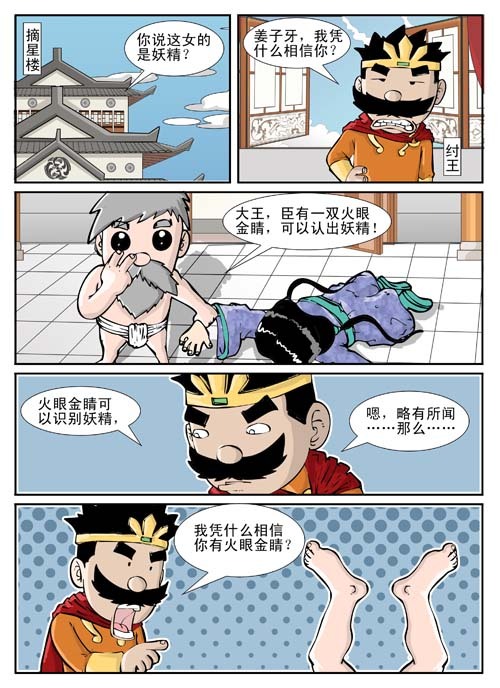 摘星楼
你说这女的
是妖精？
姜子牙，我凭
什么相信你？
纣王
大王，臣有一双火眼
金睛，可以认出妖精！
火眼金睛可
以识别妖精，
嗯，略有所闻
……那么……
我凭什么相信
你有火眼金睛？